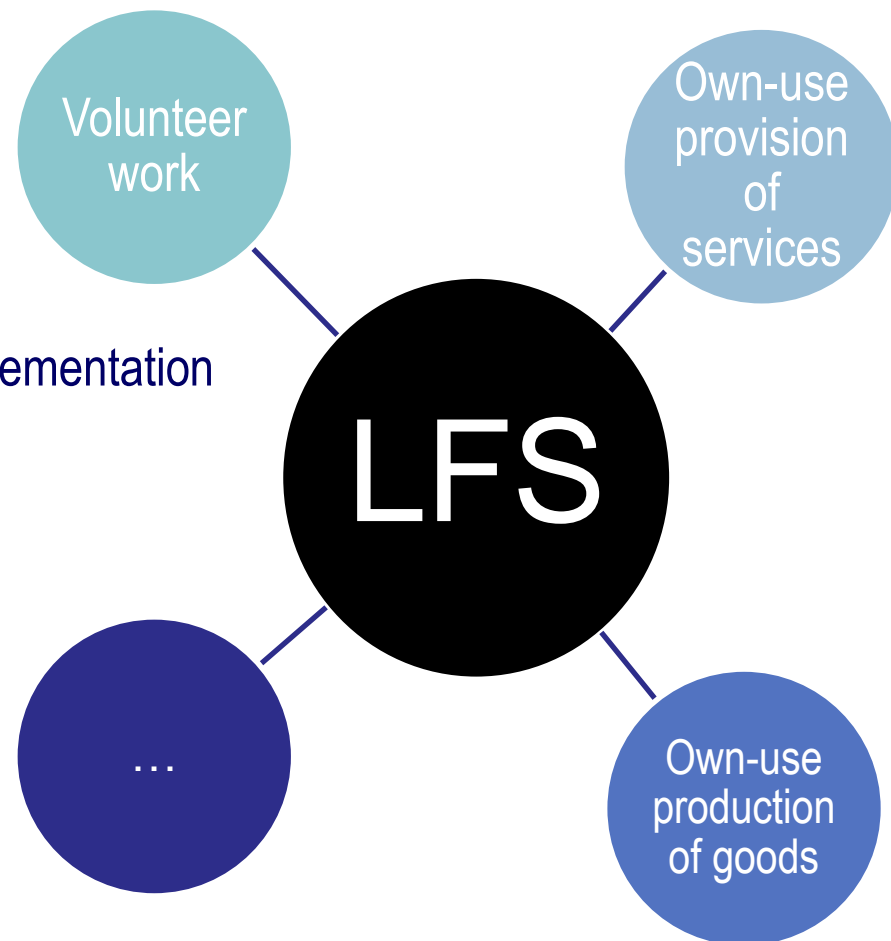 Volunteer
work
Own-use
provision
of
services
ementation
LFS
...
Own-use
production
of goods